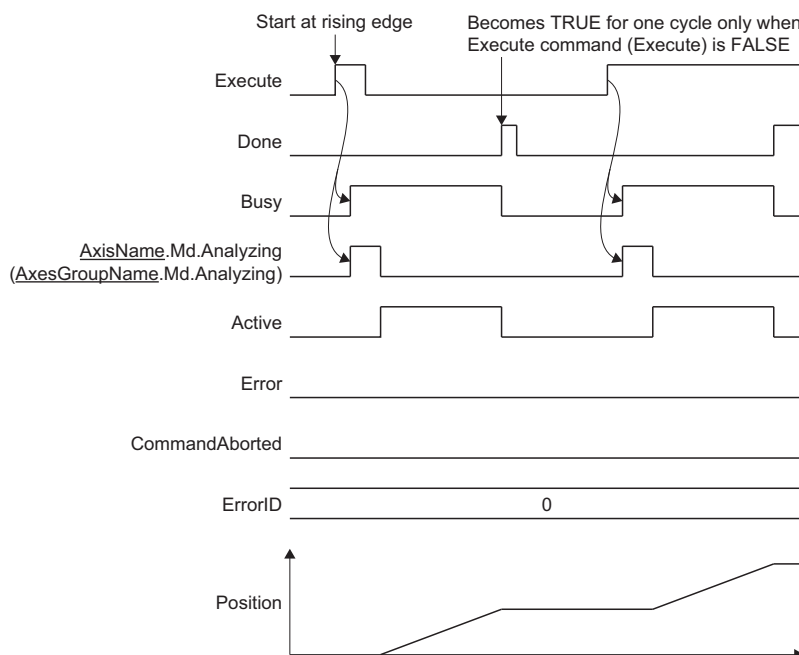 Start at rising edge
Becomes TRUE for one cycle only when
Execute command (Execute) is FALSE
Execute
Done
Busy
AxisName.Md.Analyzing
(AxesGroupName.Md.Analyzing)
Active
Error
CommandAborted
ErrorID
0
Position